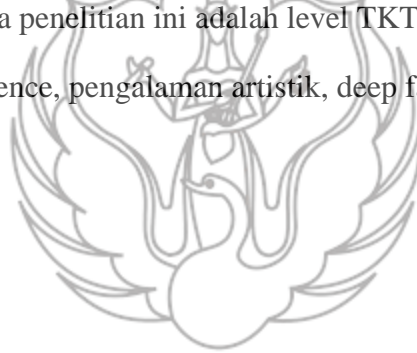 a penelitian ini adalah level TKT
ence, pengalaman artistik, deep f